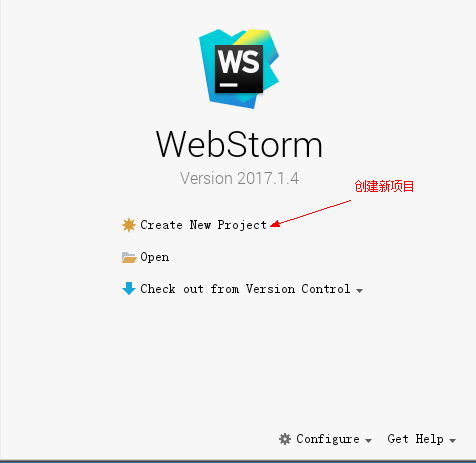 WS
WebStorm
Version 2017.1.4
创建新项目
Create New Project
Open
Check out from Version Control
Configure Get Help